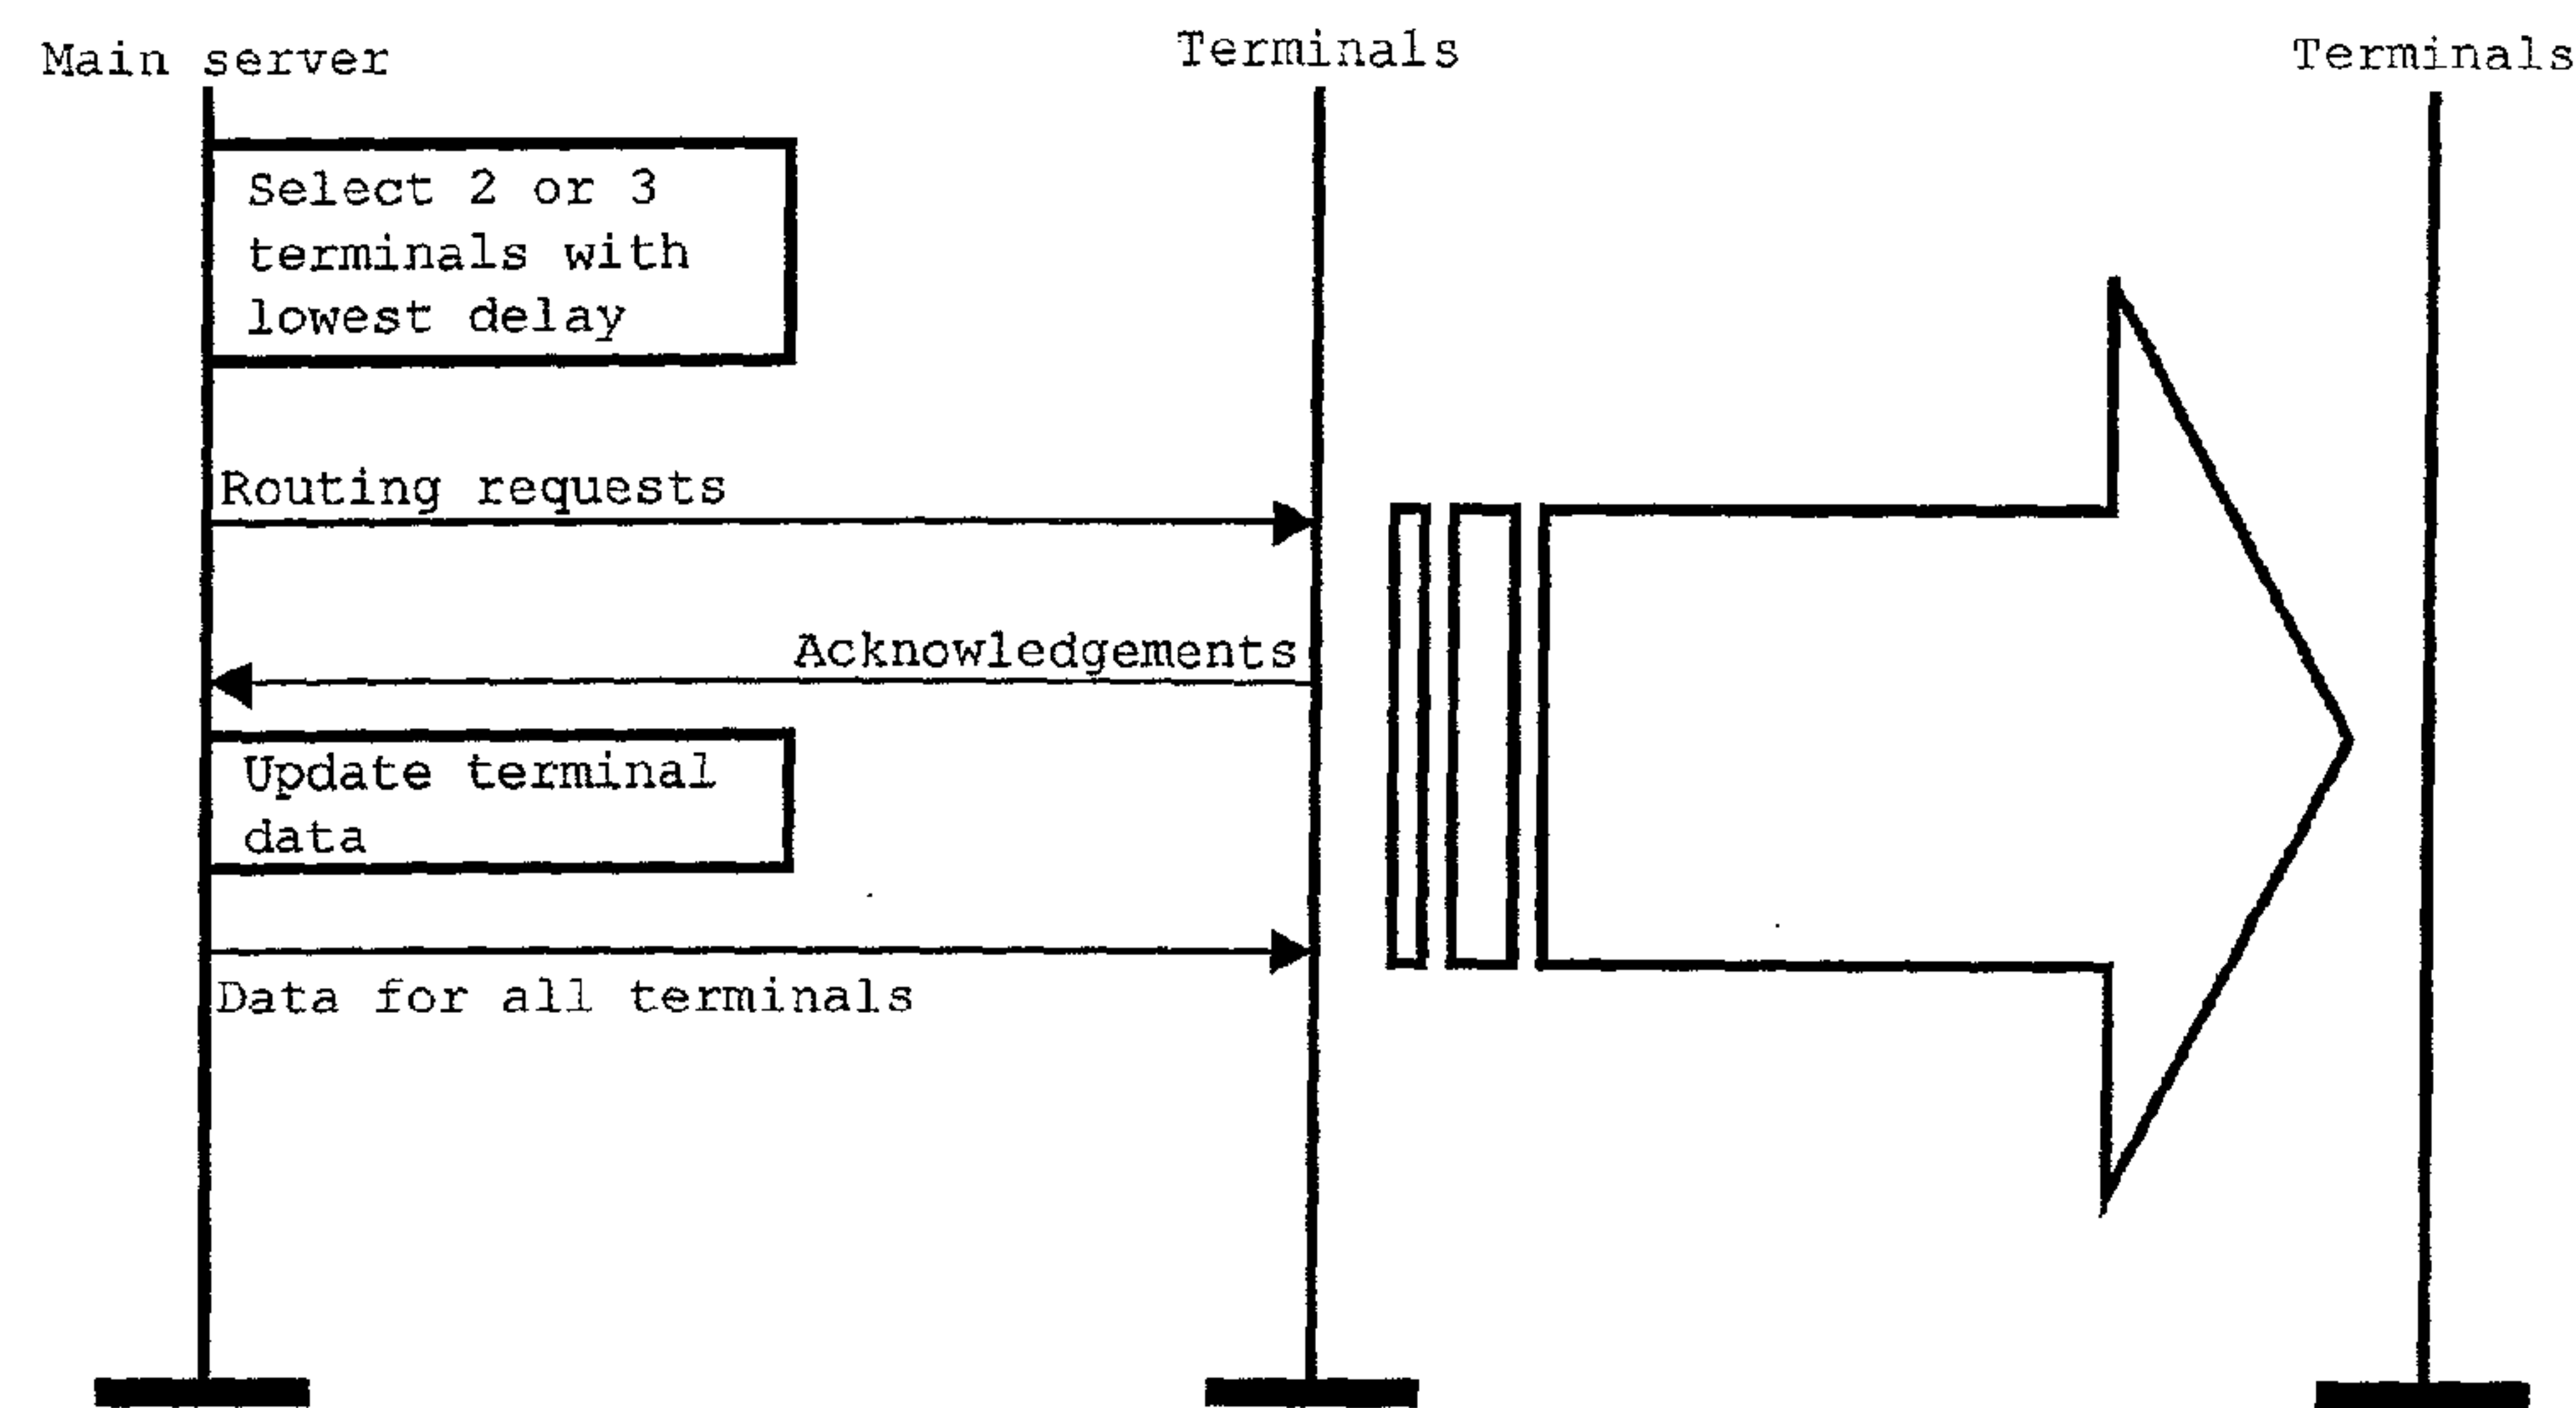 Main server
Terminals
Terminals
Select 2 or 3
terminals with
lowest delay
Routing requests
Acknowledgements
Update terminal
data
Data for all terminals